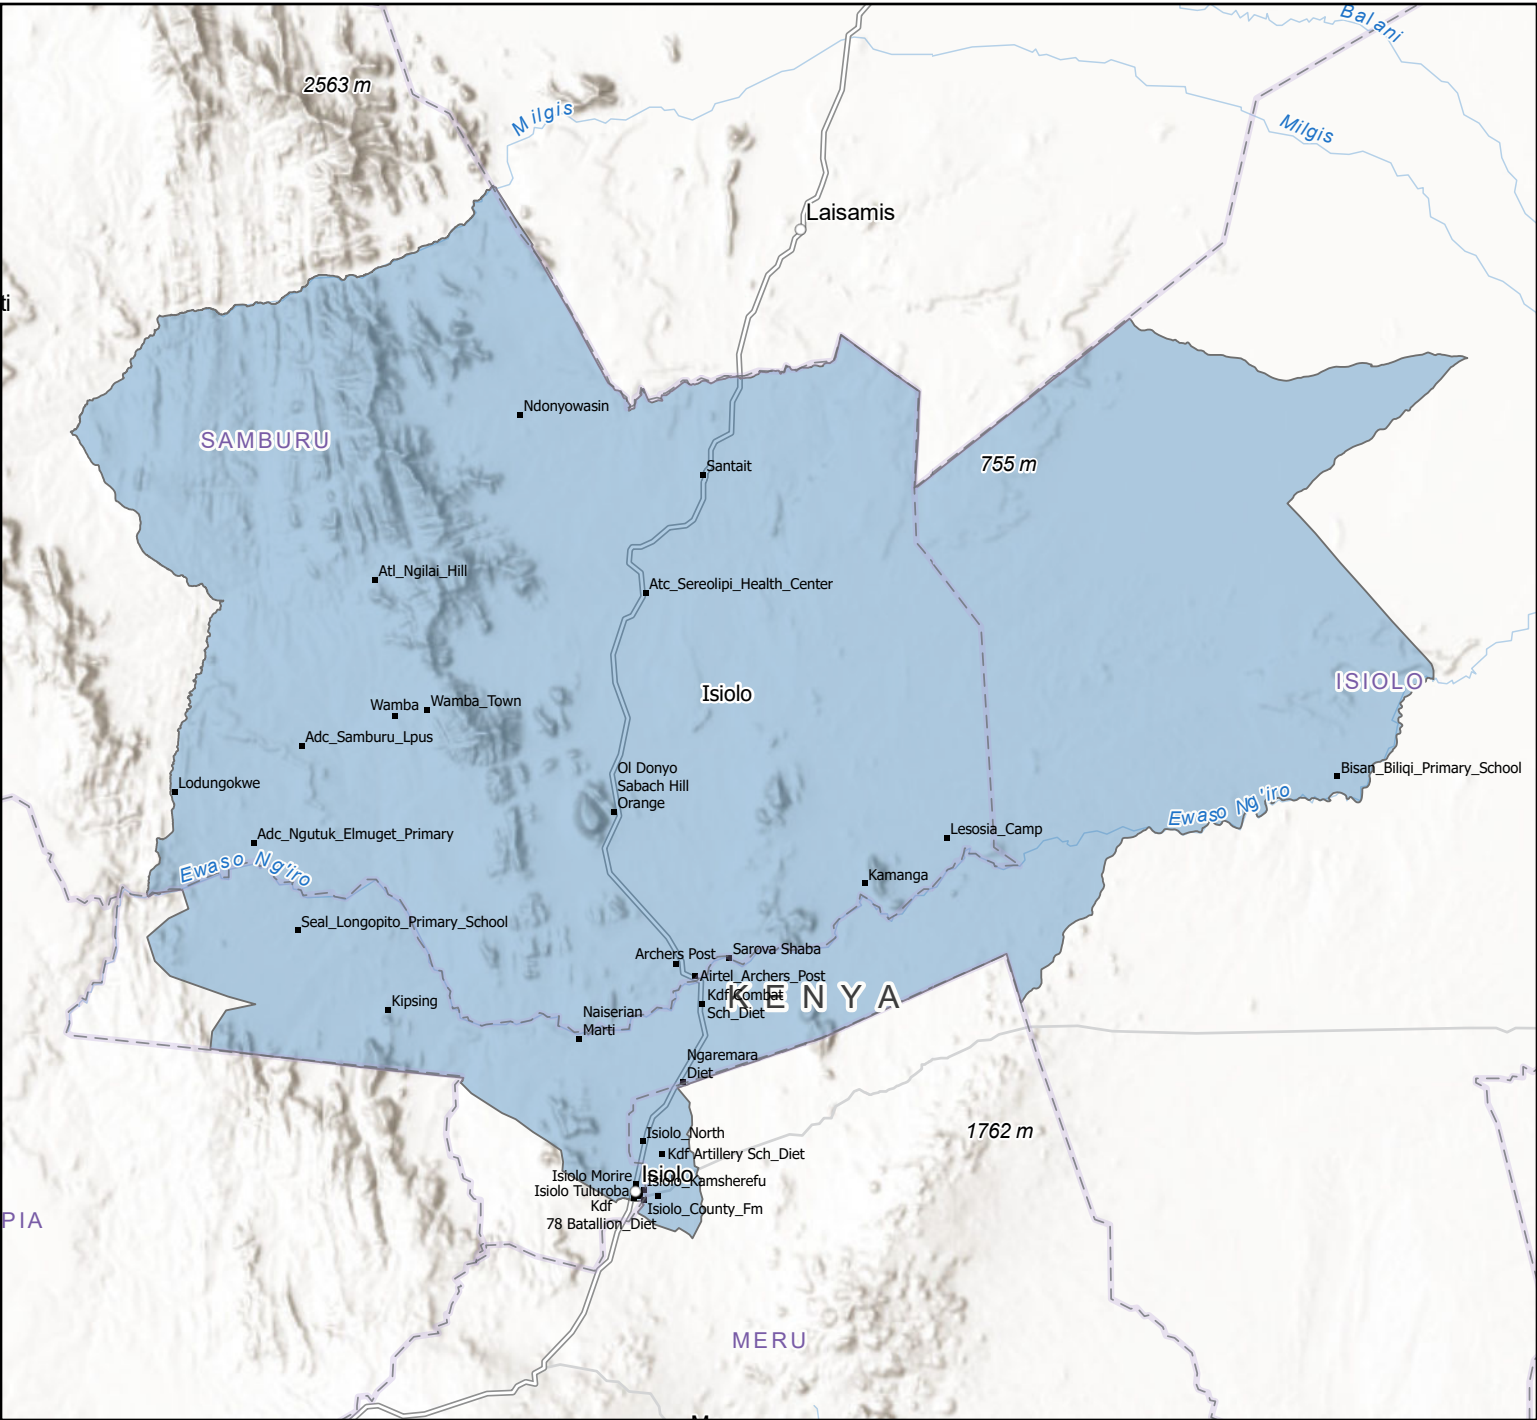 Balani
2563 m
Milgis
Milgis
Laisamis
ti
Ndonyowasin
SAMBURU
Santait
755 m
Atl_Ngilai_Hill
Atc_Sereolipi_Health_Center
ISIOLO
Isiolo
Wamba
Wamba_Town
Adc_Samburu_Lpus
Ol Donyo
Sabach Hill
Orange
Bisan_Biliqi_Primary_School
Lodungokwe
Ewaso Ng'iro
Adc_Ngutuk_Elmuget_Primary
Lesosia_Camp
Ewaso Ng'iro
Kamanga
Seal_Longopito_Primary_School
Archers Post
Sarova Shaba
Airtel_Archers_Post
KENYA
Kdf Combat
Sch_Diet
Kipsing
Naiserian
Marti
Ngaremara
Diet
Isiolo_North
1762 m
Kdf Artillery Sch_Diet
Isiolo Morire
Isiolo
Isiolo_Kamsherefu
Isiolo Tuluroba
Kdf
78 Batallion_Diet
Isiolo_County_Fm
PIA
MERU